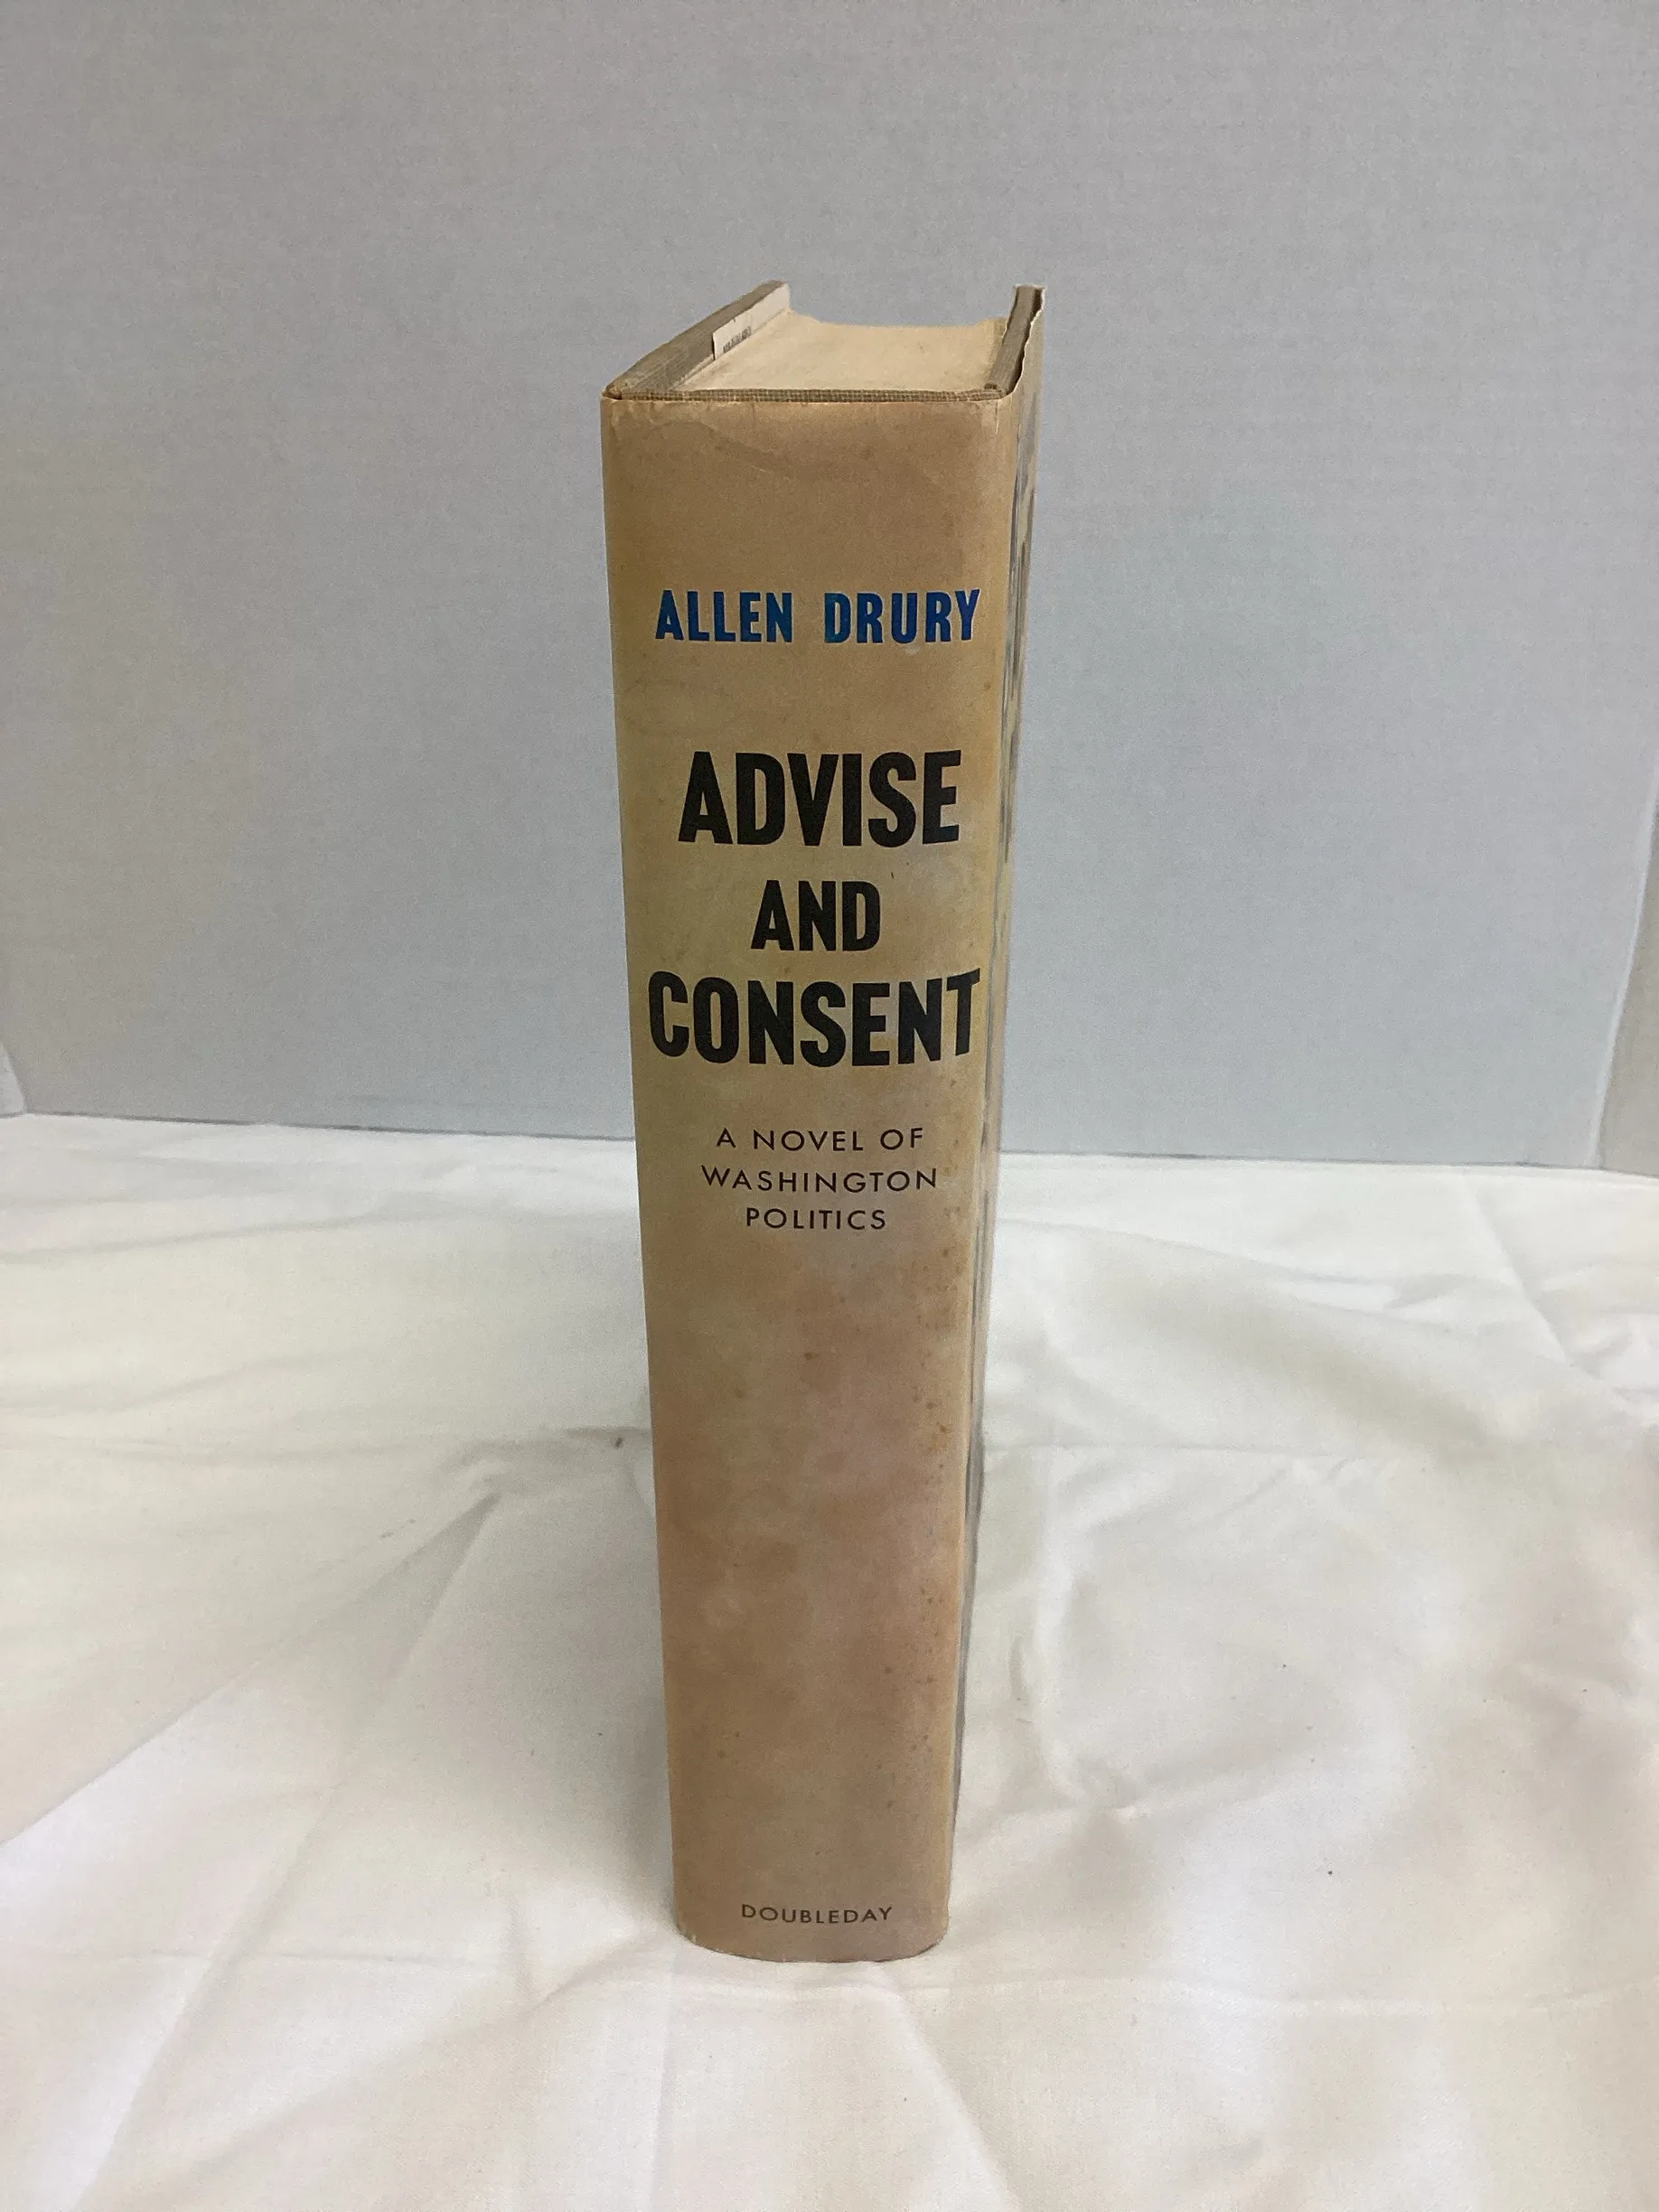 ALLEN DRURY
ADVISE
AND
CONSENT
A NOVEL OF
WASHINGTON
POLITICS
DOUBLEDAY